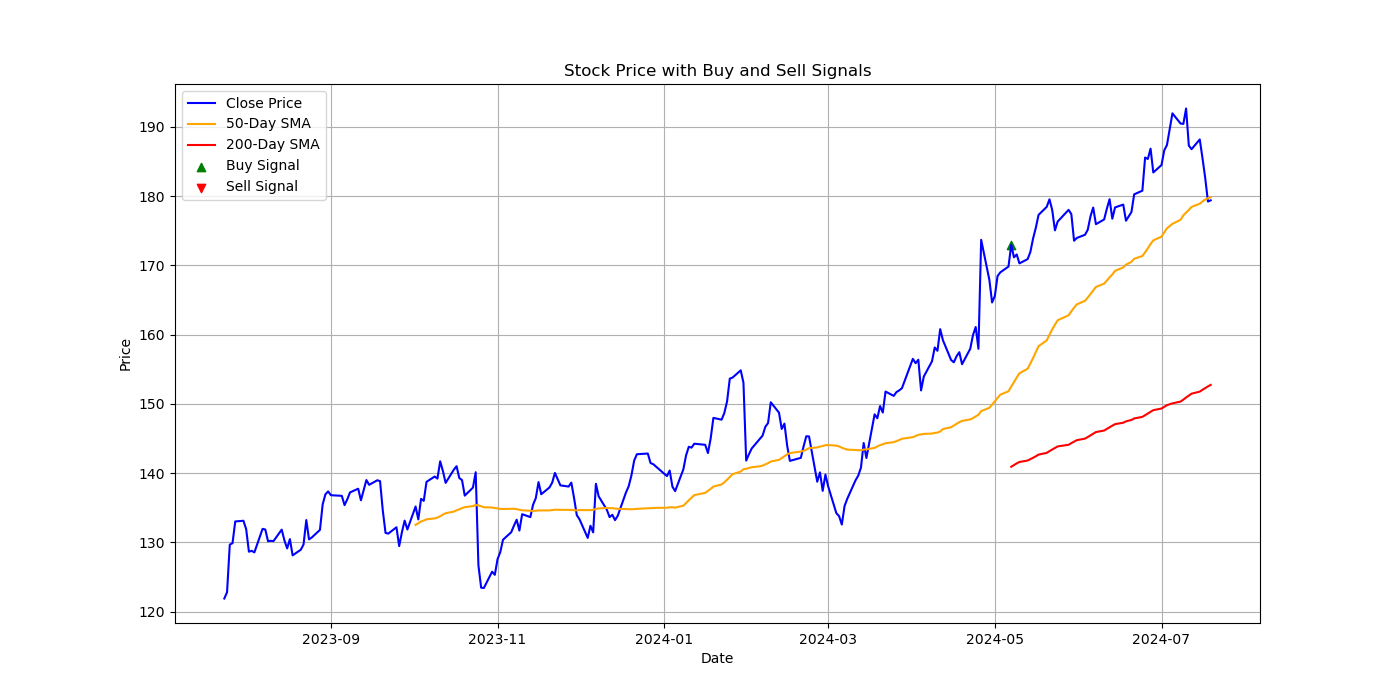 Stock Price with Buy and Sell Signals
Close Price
50-Day SMA
200-Day SMA
Buy Signal
Sell Signal
Price
190
180
170
160
150
140
130
120
2023-09 2023-11 2024-01 2024-03 2024-05 2024-07
Date